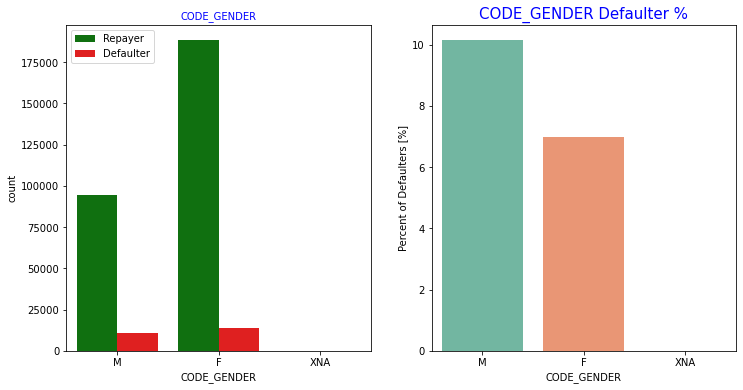 CODE_GENDER
Repayer
Defaulter
175000
150000
125000
100000
75000
50000
25000
0
count
M F XNA
CODE_GENDER
CODE_GENDER Defaulter %
10
8
6
4
2
0
Percent of Defaulters [%]
M F XNA
CODE_GENDER